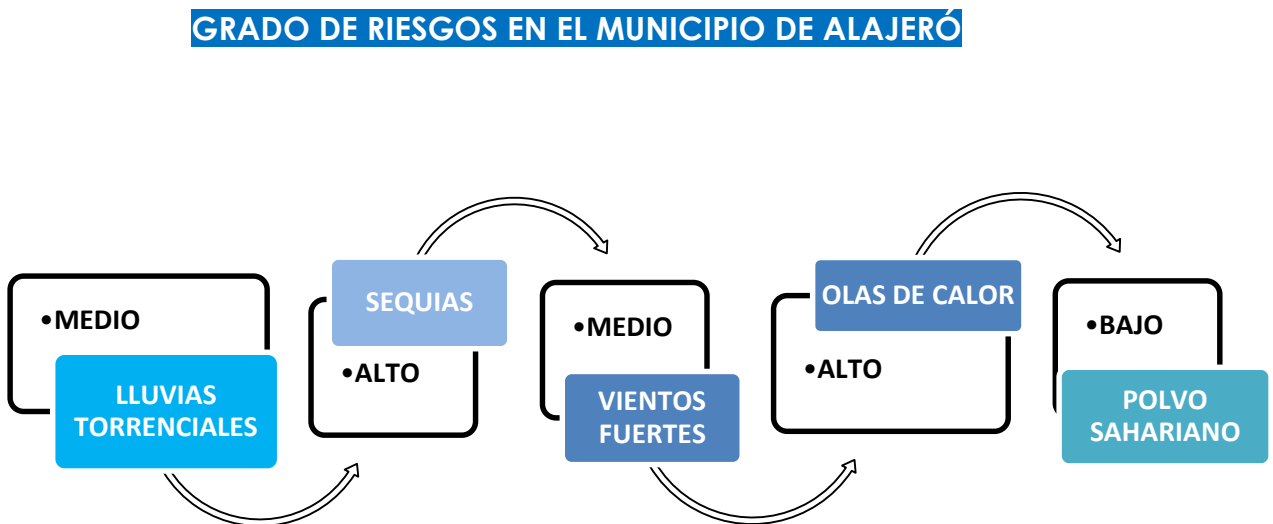 GRADO DE RIESGOS EN EL MUNICIPIO DE ALAJERÓ
•MEDIO
LLUVIAS
TORRENCIALES
SEQUIAS
•ALTO
•MEDIO
VIENTOS
FUERTES
OLAS DE CALOR
•ALTO
•BAJO
POLVO
SAHARIANO